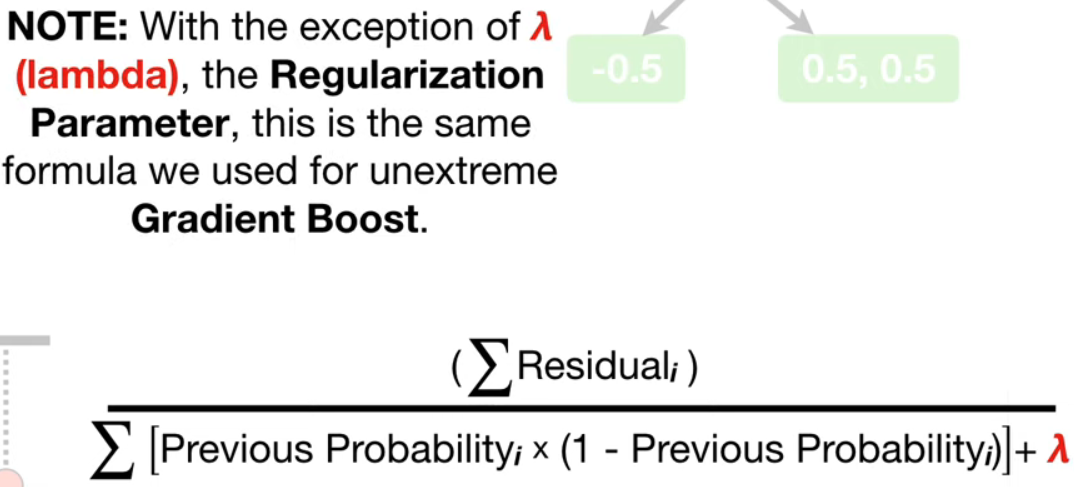 NOTE: With the exception of λ
(lambda), the Regularization
Parameter, this is the same
formula we used for unextreme
Gradient Boost.
-0.5
0.5, 0.5
(∑Residualᵢ)
∑ [Previous Probabilityᵢ × (1 - Previous Probabilityᵢ)]+ λ